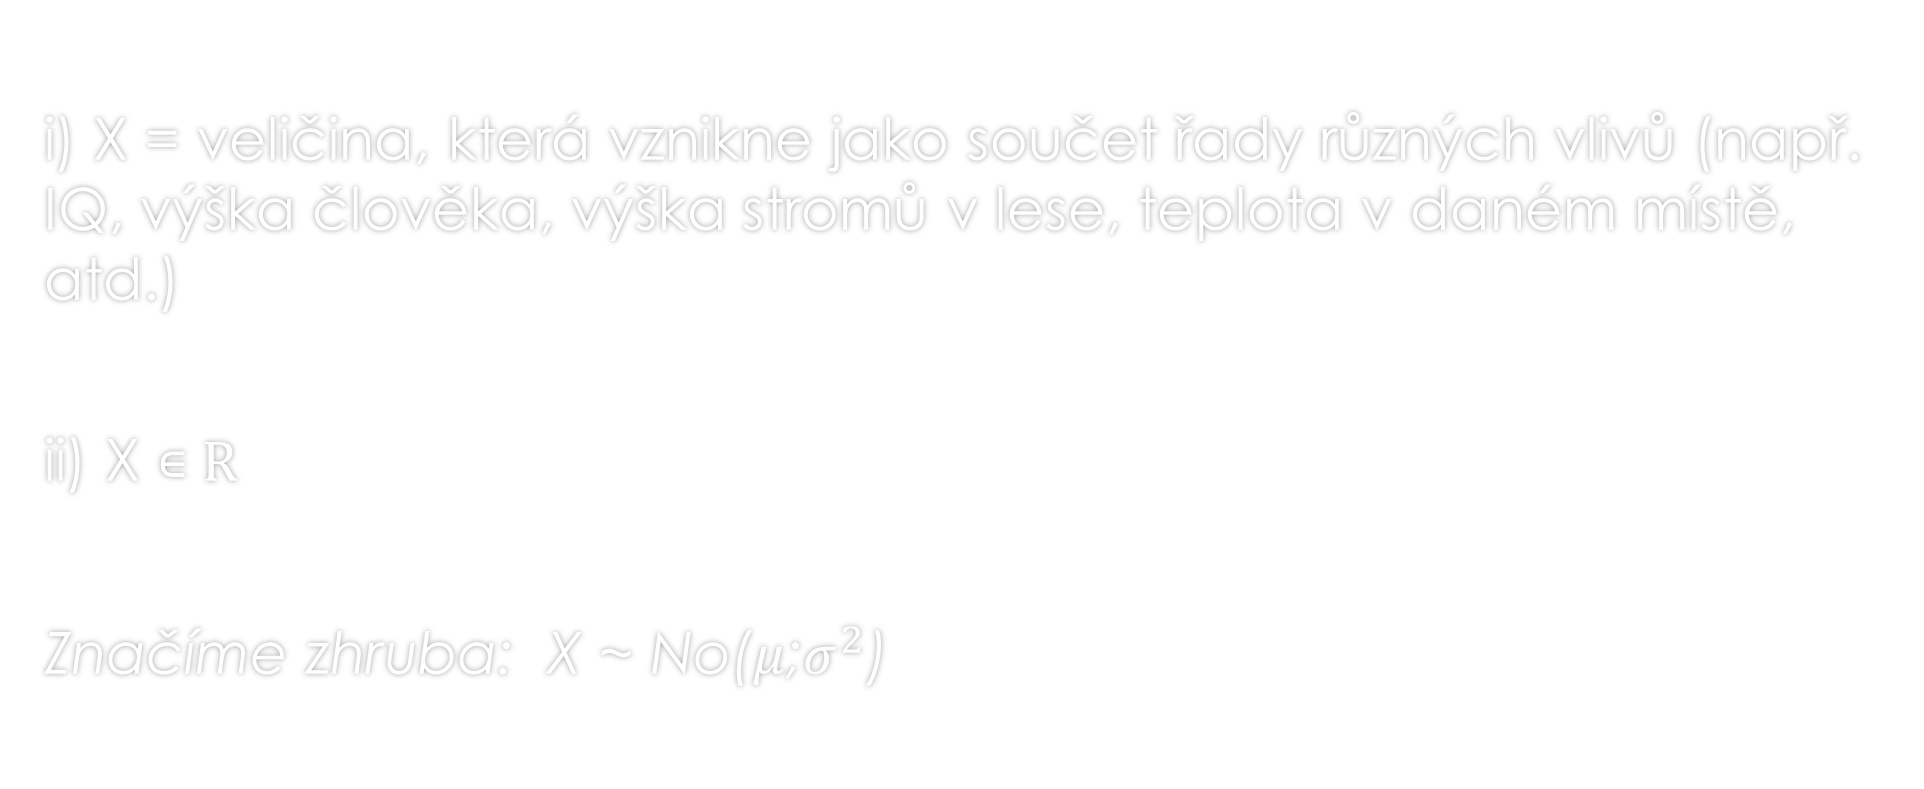 i) X = veličina, která vznikne jako součet řady různých vlivů (např.
IQ, výška člověka, výška stromů v lese, teplota v daném místě,
atd.)
ii) X ∈ ℝ
Značíme zhruba: X ~ No(μ;σ²)